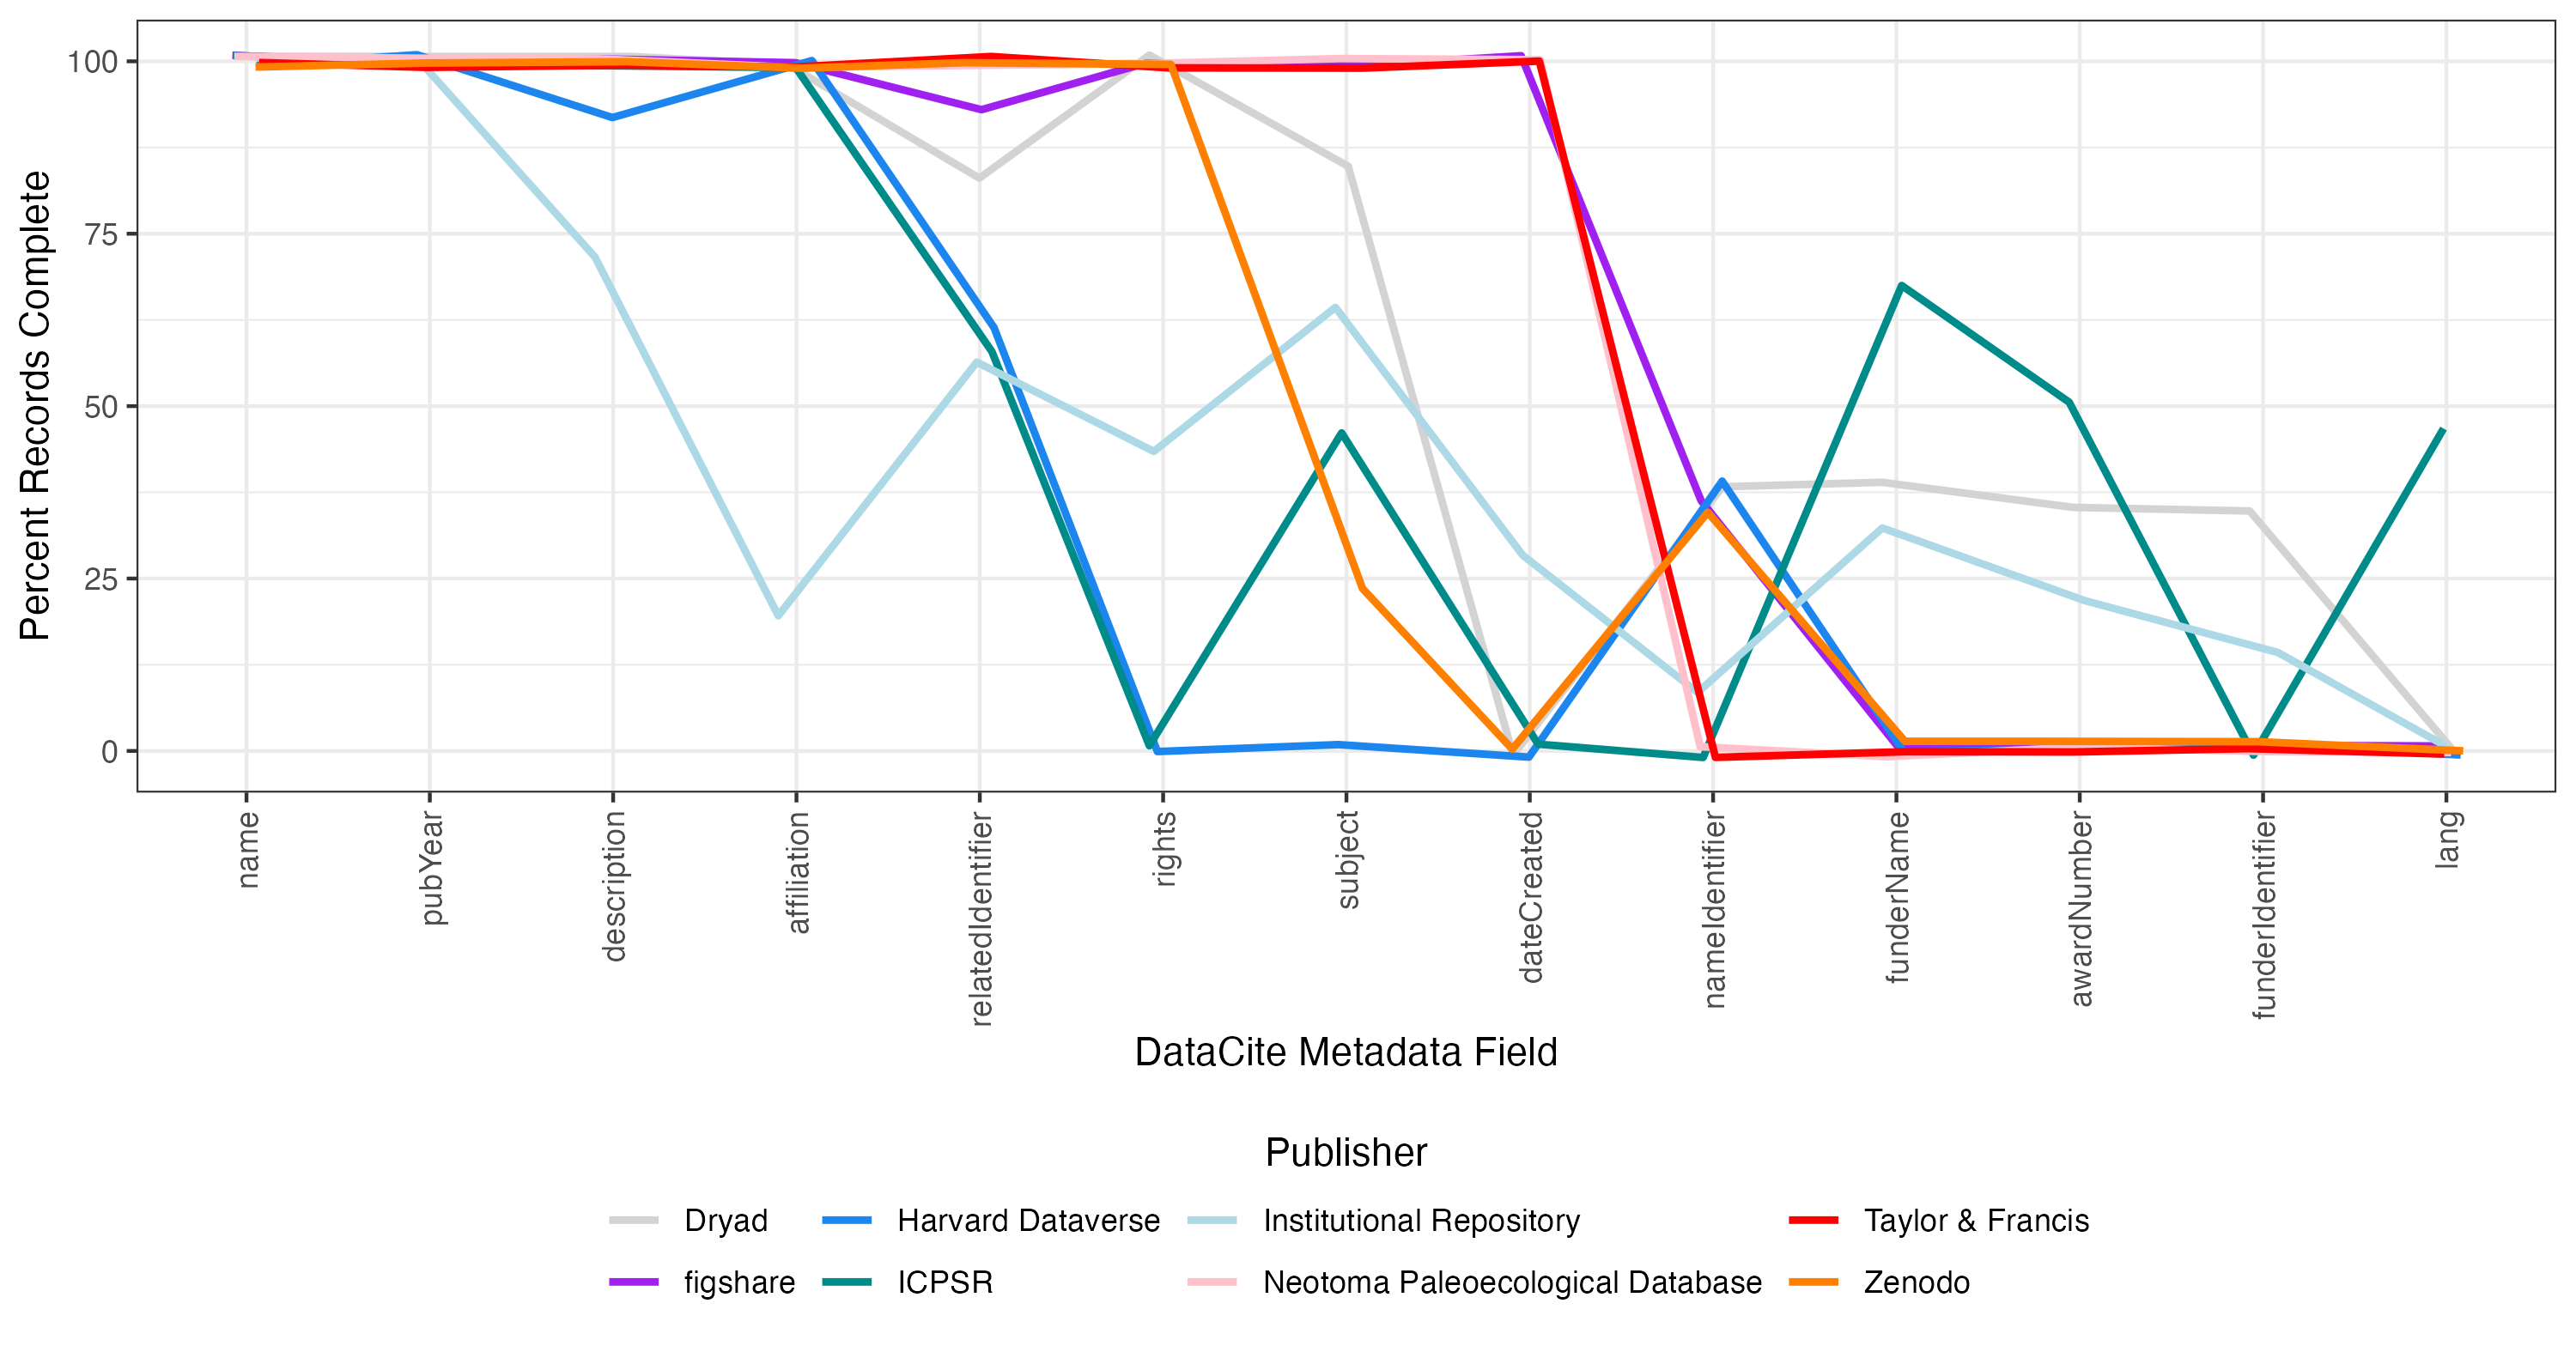 Percent Records Complete
100
75
50
25
0
name
pubYear
description
affiliation
relatedIdentifier
rights
subject
dateCreated
nameIdentifier
funderName
awardNumber
funderIdentifier
lang
DataCite Metadata Field
Publisher
Dryad
Harvard Dataverse
Institutional Repository
Taylor & Francis
figshare
ICPSR
Neotoma Paleoecological Database
Zenodo